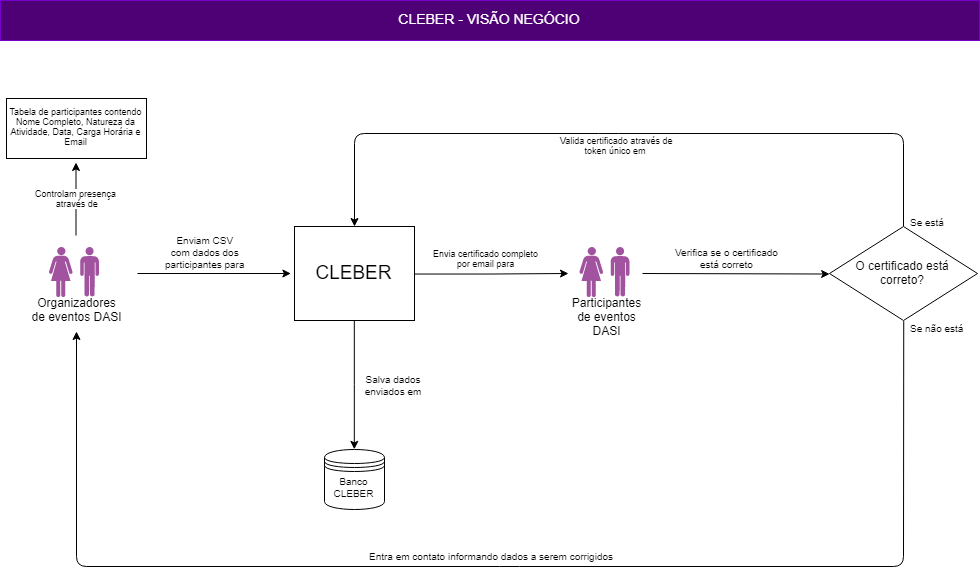 CLEBER - VISÃO NEGÓCIO
Tabela de participantes contendo
Nome Completo, Natureza da
Atividade, Data, Carga Horária e
Email
Controlam presença
através de
Organizadores
de eventos DASI
Enviam CSV
com dados dos
participantes para
CLEBER
Salva dados
enviados em
Banco
CLEBER
Envia certificado completo
por email para
Participantes
de eventos
DASI
Verifica se o certificado
está correto
O certificado está
correto?
Se está
Valida certificado através de
token único em
Se não está
Entra em contato informando dados a serem corrigidos